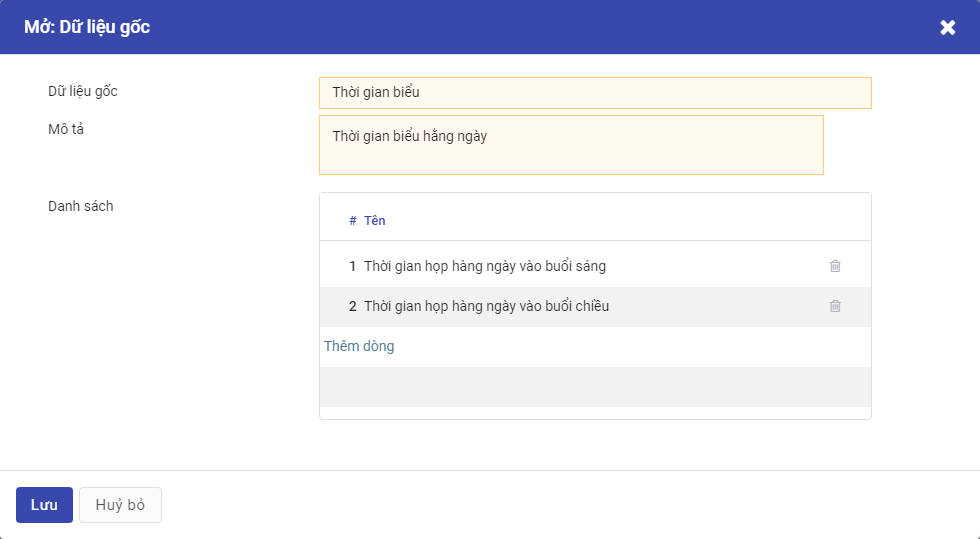 Mở: Dữ liệu gốc
Dữ liệu gốc
Thời gian biểu
Mô tả
Thời gian biểu hằng ngày
Danh sách
# Tên
1 Thời gian họp hàng ngày vào buổi sáng
2 Thời gian họp hàng ngày vào buổi chiều
Thêm dòng
Lưu
Huỷ bỏ